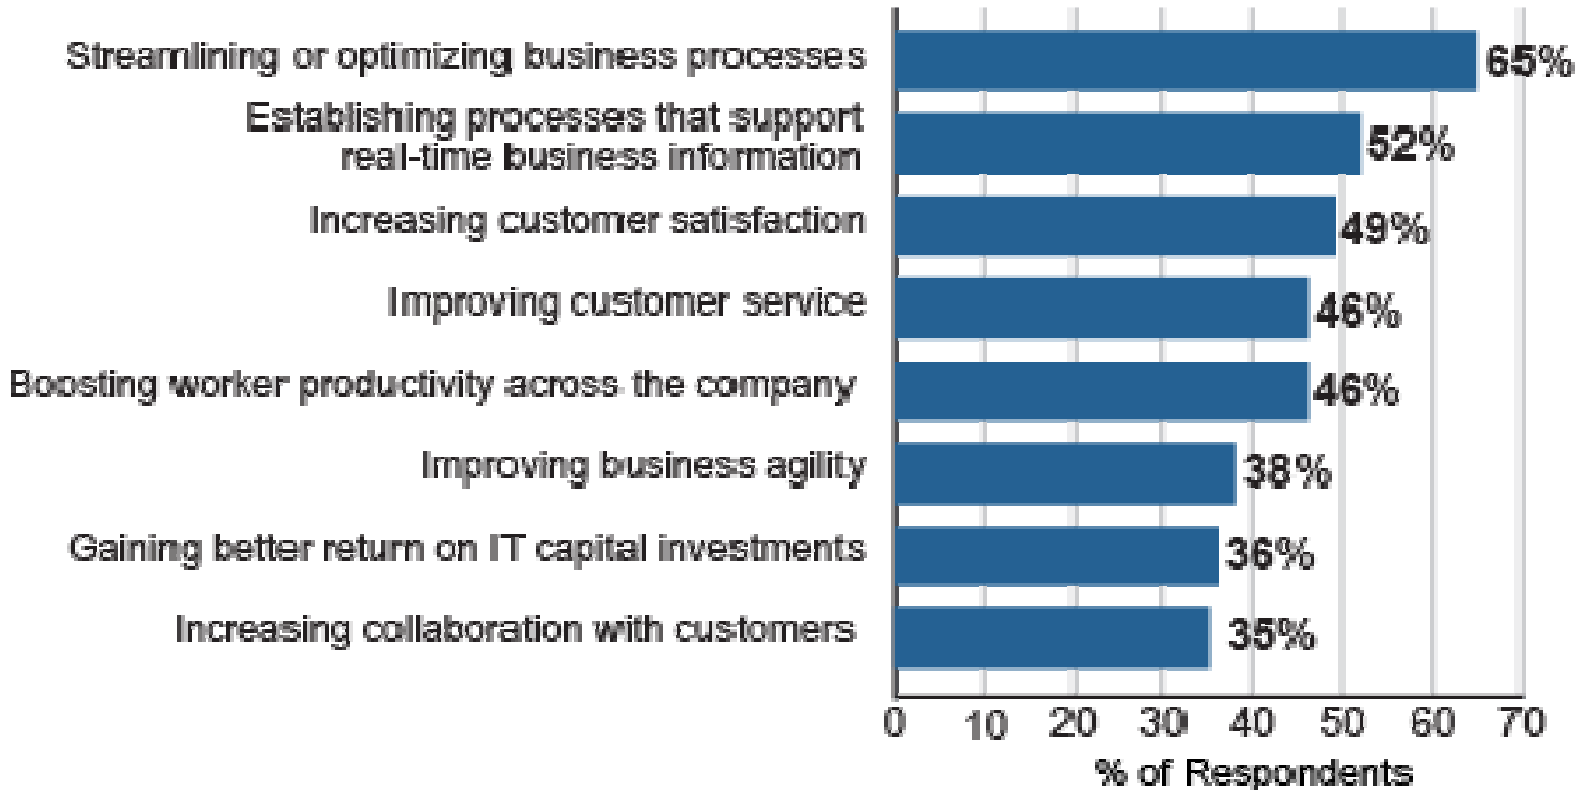 Streamlining or optimizing business processes
65%
Establishing processes that support
real-time business information
52%
Increasing customer satisfaction
49%
Improving customer service
46%
Boosting worker productivity across the company
46%
Improving business agility
38%
Gaining better return on IT capital investments
36%
Increasing collaboration with customers
35%
0 10 20 30 40 50 60 70
% of Respondents